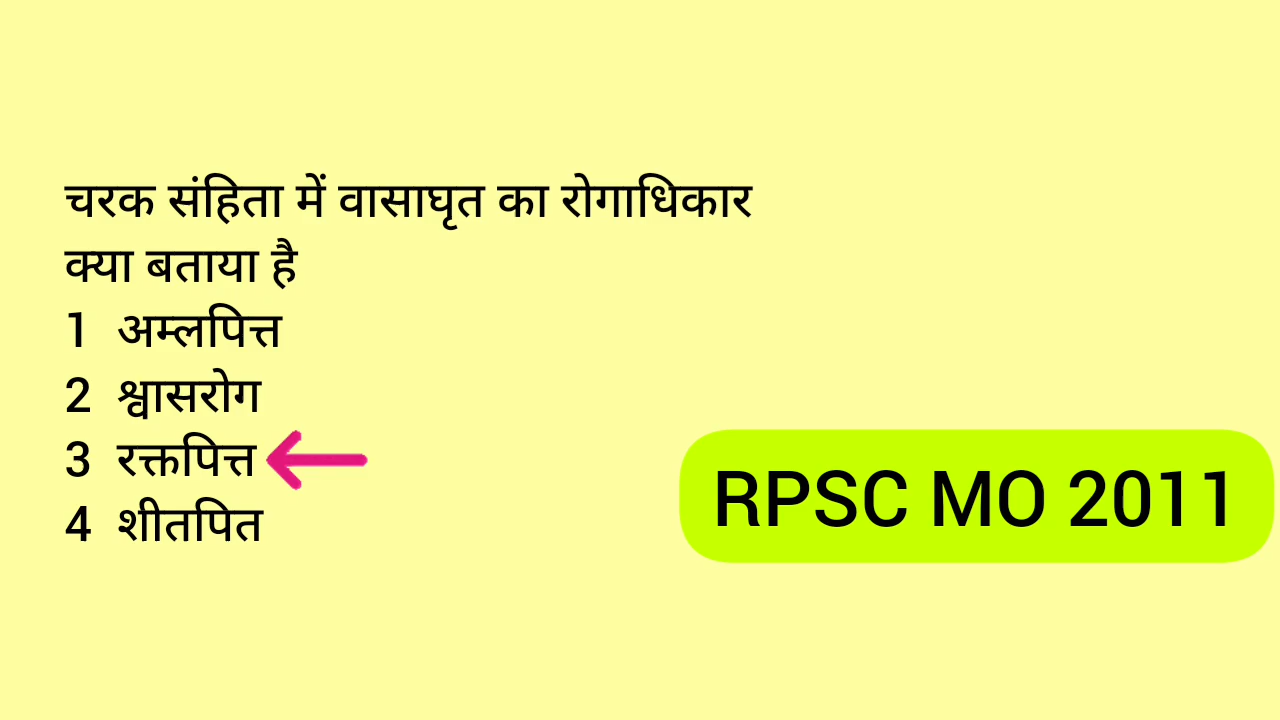 चरक संहिता में वासाघृत का रोगाधिकार
क्या बताया है
1 अम्लपित्त
2 श्वासरोग
3 रक्तपित्त
4 शीतपित
RPSC MO 2011